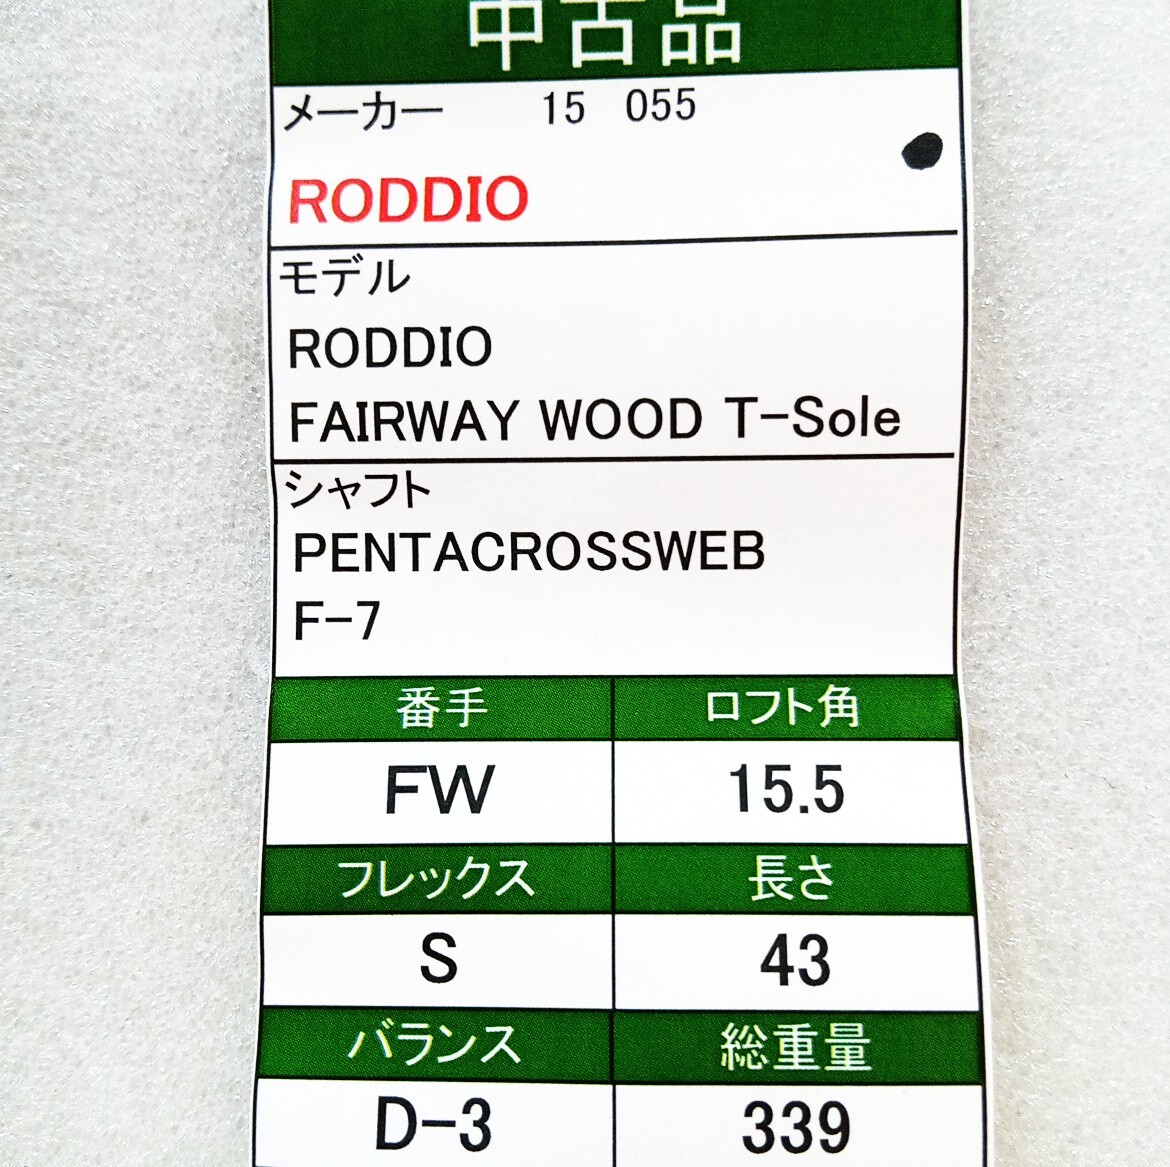 中古品
メーカー 15 055
RODDIO
モデル
RODDIO
FAIRWAY WOOD T-Sole
シャフト
PENTACROSSWEB
F-7
番手 ロフト角
FW 15.5
フレックス 長さ
S 43
バランス 総重量
D-3 339